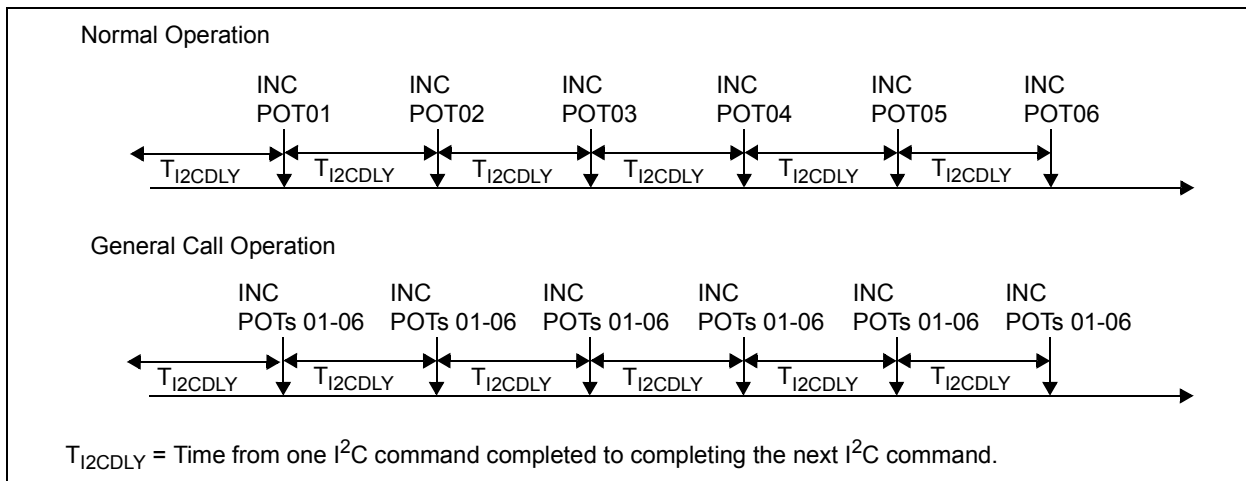 Normal Operation
INC INC INC INC INC INC
POT01 POT02 POT03 POT04 POT05 POT06
TI2CDLY TI2CDLY TI2CDLY TI2CDLY TI2CDLY TI2CDLY
General Call Operation
INC INC INC INC INC INC
POTs 01-06 POTs 01-06 POTs 01-06 POTs 01-06 POTs 01-06 POTs 01-06
TI2CDLY TI2CDLY TI2CDLY TI2CDLY TI2CDLY TI2CDLY
TI2CDLY = Time from one I2C command completed to completing the next I2C command.